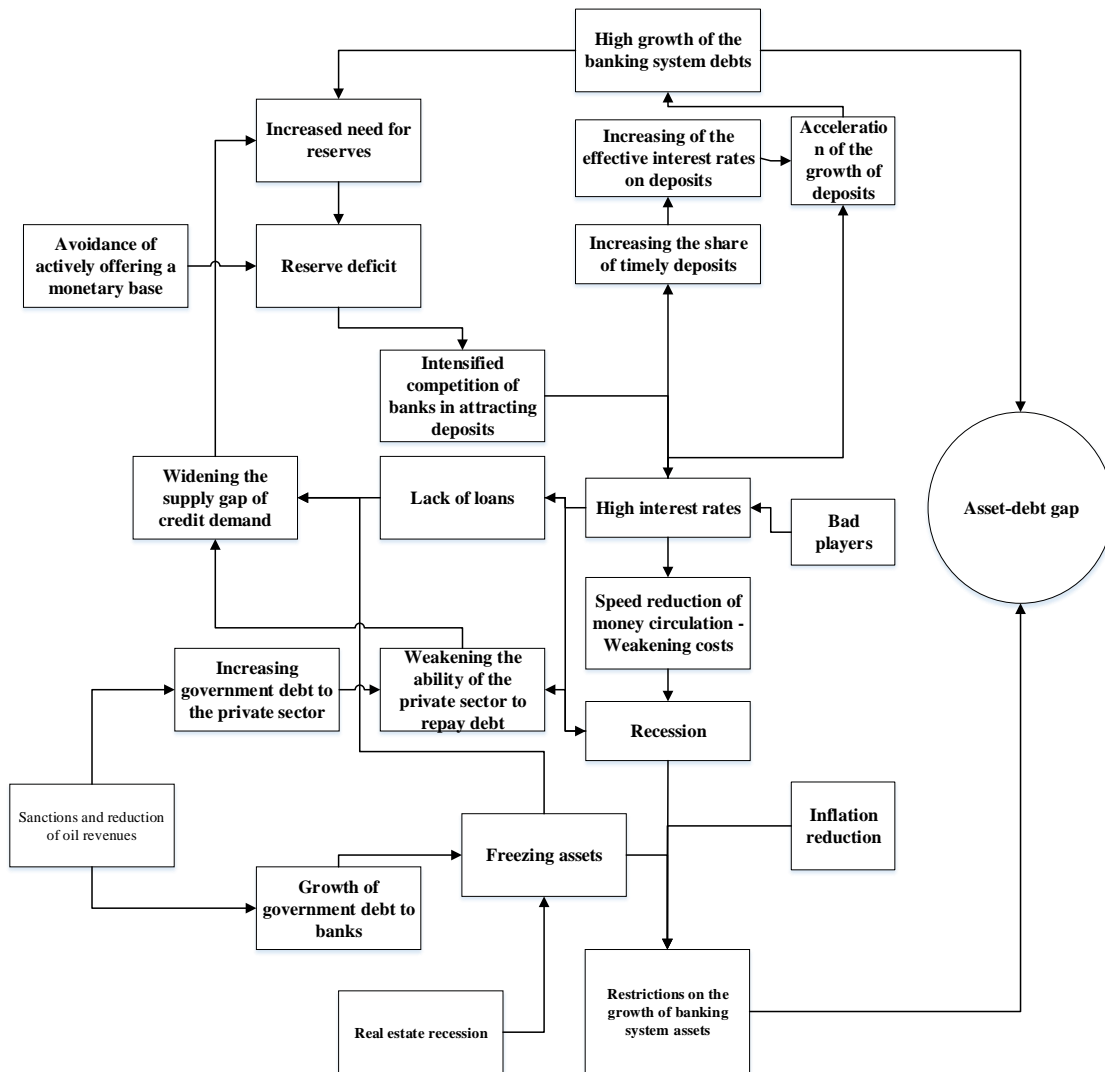 High growth of the
banking system debts
Increased need for
reserves
Increasing of the
effective interest rates
on deposits
Acceleratio
n of the
growth of
deposits
Avoidance of
actively offering a
monetary base
Reserve deficit
Increasing the share
of timely deposits
Intensified
competition of
banks in attracting
deposits
Widening the
supply gap of
credit demand
Lack of loans
High interest rates
Bad
players
Asset-debt gap
Speed reduction of
money circulation -
Weakening costs
Increasing
government debt to
the private sector
Weakening the
ability of the
private sector to
repay debt
Recession
Sanctions and reduction
of oil revenues
Freezing assets
Inflation
reduction
Growth of
government debt to
banks
Real estate recession
Restrictions on the
growth of banking
system assets